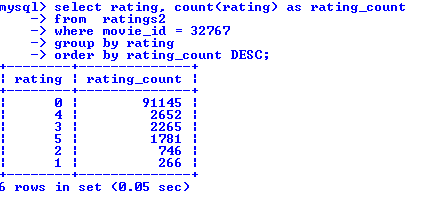 mysql> select rating, count(rating) as rating_count
    -> from  ratings2
    -> where movie_id = 32767
    -> group by rating
    -> order by rating_count DESC;
+--------+--------------+
| rating | rating_count |
+--------+--------------+
|      0 |        91145 |
|      4 |         2652 |
|      3 |         2265 |
|      5 |         1781 |
|      2 |          746 |
|      1 |          266 |
+--------+--------------+
6 rows in set (0.05 sec)